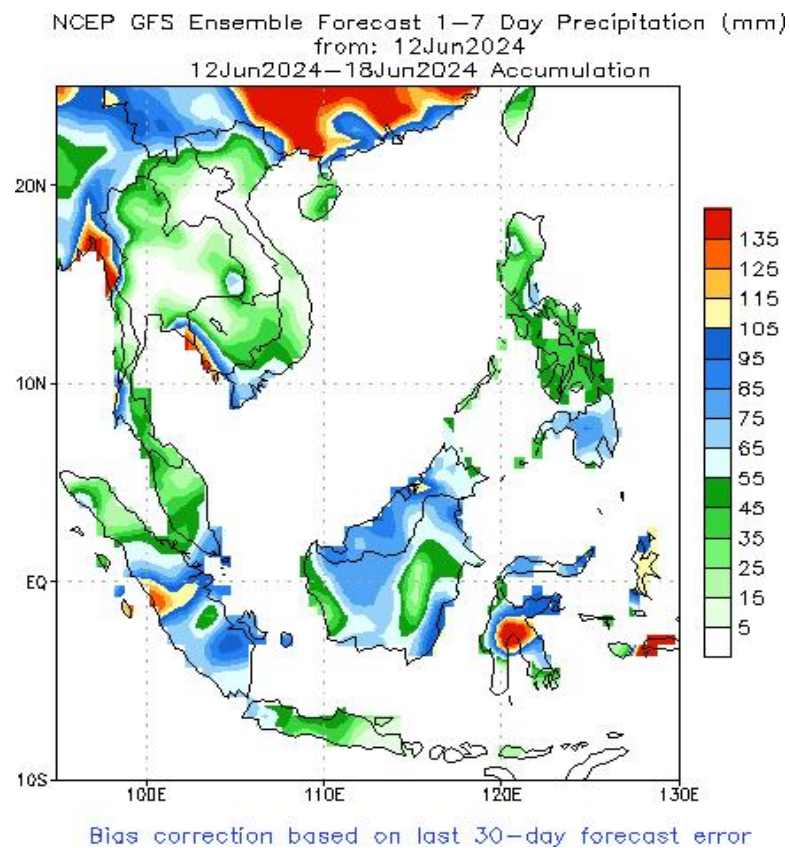 NCEP GFS Ensemble Forecast 1-7 Day Precipitation (mm)
from: 12Jun2024
12Jun2024-18Jun2024 Accumulation
20N
10N
EQ
10S
100E
110E
120E
130E
135
125
115
105
95
85
75
65
55
45
35
25
15
5
Bias correction based on last 30-day forecast error